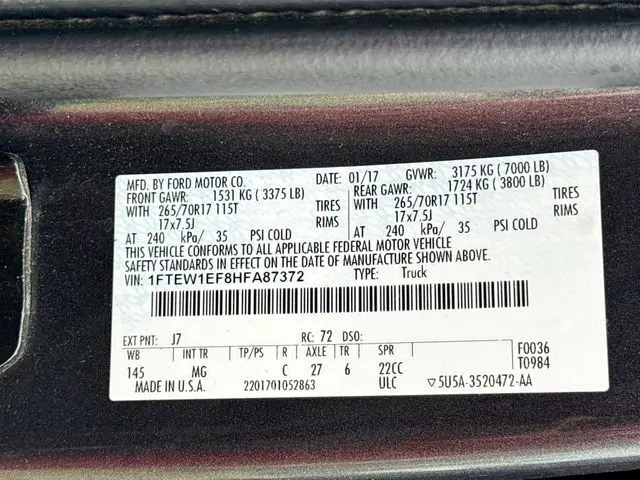 MFD. BY FORD MOTOR CO. DATE: 01/17 GVWR: 3175 KG ( 7000 LB)
FRONT GAWR: 1531 KG ( 3375 LB) REAR GAWR: 1724 KG ( 3800 LB)
WITH 265/70R17 115T TIRES WITH 265/70R17 115T TIRES
17x7.5J RIMS 17x7.5J RIMS
AT 240 kPa/ 35 PSI COLD AT 240 kPa/ 35 PSI COLD
THIS VEHICLE CONFORMS TO ALL APPLICABLE FEDERAL MOTOR VEHICLE
SAFETY STANDARDS IN EFFECT ON THE DATE OF MANUFACTURE SHOWN ABOVE.
VIN: 1FTEW1EF8HFA87372 TYPE: Truck
EXT PNT: J7 RC: 72 DSO:
WB INT TR TP/PS R AXLE TR SPR F0036
145 MG C 27 6 22CC T0984
MADE IN U.S.A. 2201701052863 ULC ▽5U5A-3520472-AA